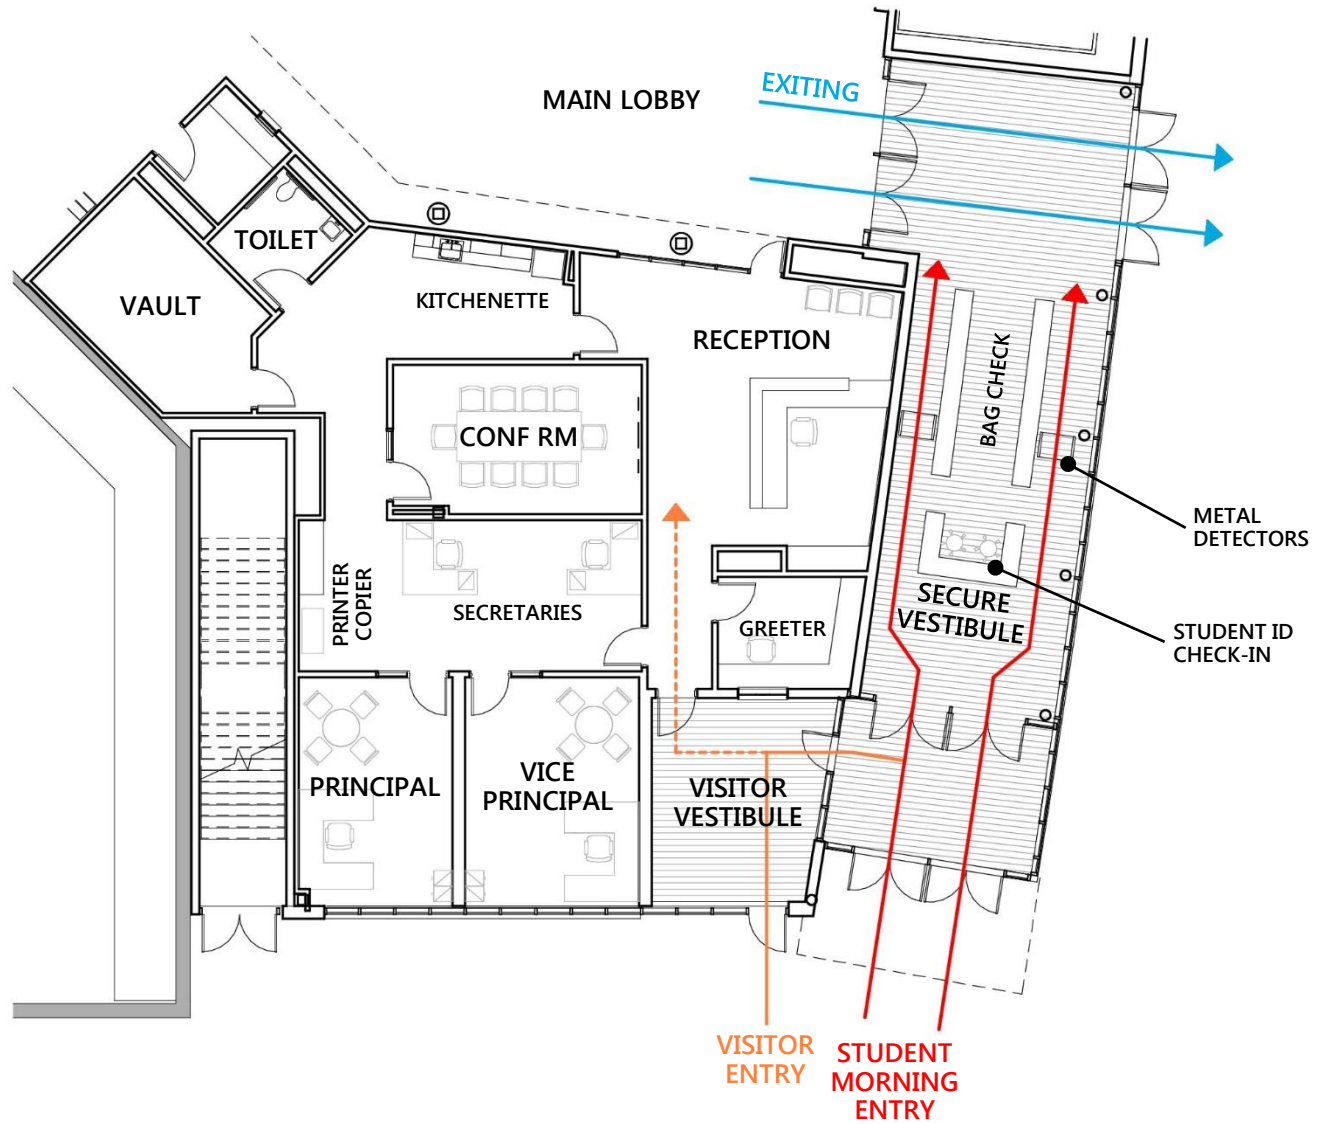 MAIN LOBBY
EXITING
TOILET
VAULT
KITCHENETTE
RECEPTION
BAG CHECK
CONF RM
METAL
DETECTORS
PRINTER
COPIER
SECRETARIES
GREETER
SECURE
VESTIBULE
STUDENT ID
CHECK-IN
PRINCIPAL
VICE
PRINCIPAL
VISITOR
VESTIBULE
VISITOR
ENTRY
STUDENT
MORNING
ENTRY